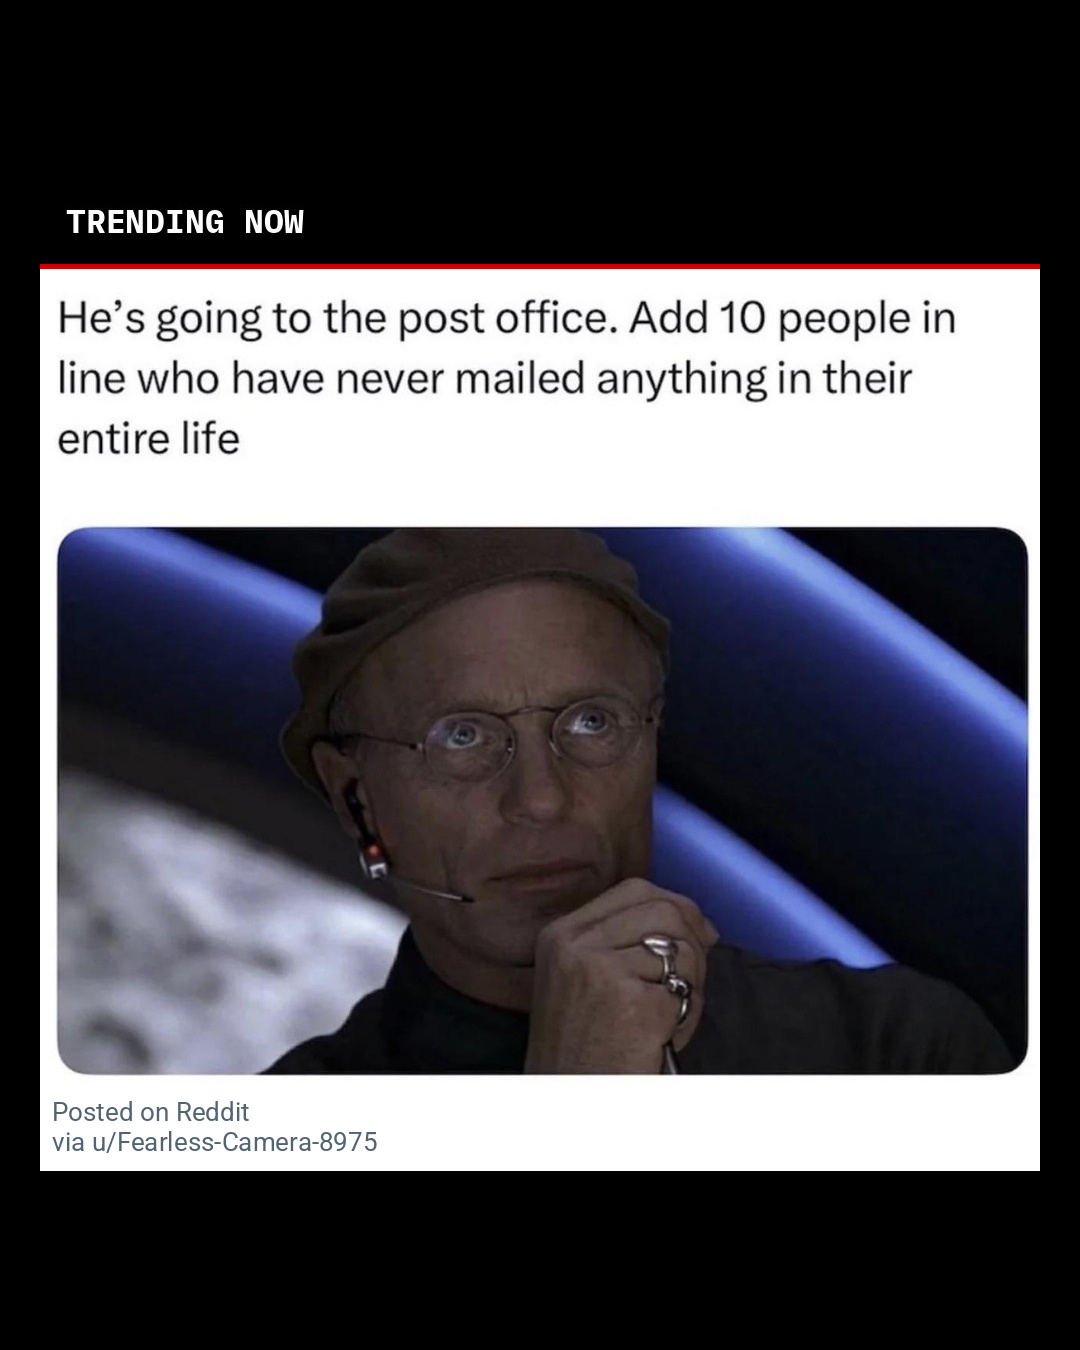 TRENDING NOW
He’s going to the post office. Add 10 people in
line who have never mailed anything in their
entire life
Posted on Reddit
via u/Fearless-Camera-8975